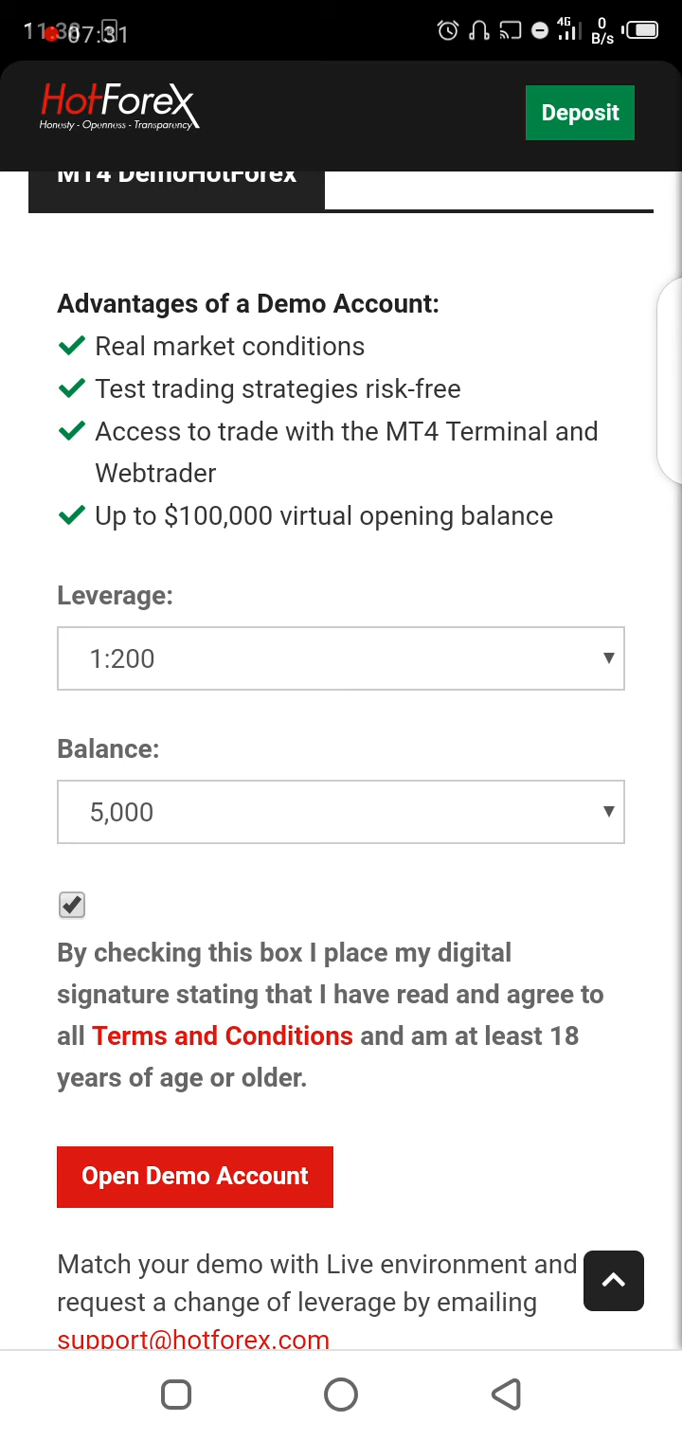 4G
0
B/s
HotForex
Honesty - Openness - Transparency
Deposit
MT4 DemoHotForex
Advantages of a Demo Account:
Real market conditions
Test trading strategies risk-free
Access to trade with the MT4 Terminal and
Webtrader
Up to $100,000 virtual opening balance
Leverage:
1:200
Balance:
5,000
By checking this box I place my digital
signature stating that I have read and agree to
all Terms and Conditions and am at least 18
years of age or older.
Open Demo Account
Match your demo with Live environment and
request a change of leverage by emailing
support@hotforex.com